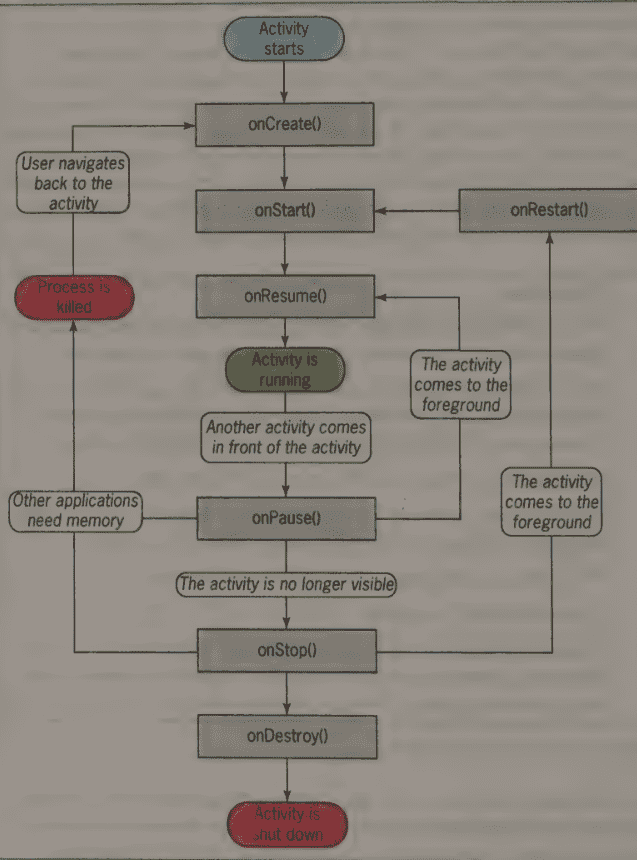 Activity
starts
onCreate()
User navigates
back to the
activity
onStart()
onRestart()
Process is
killed
onResume()
Activity is
running
The activity
comes to the
foreground
Another activity comes
in front of the activity
The activity
comes to the
foreground
Other applications
need memory
onPause()
The activity is no longer visible
onStop()
onDestroy()
Activity is
shut down